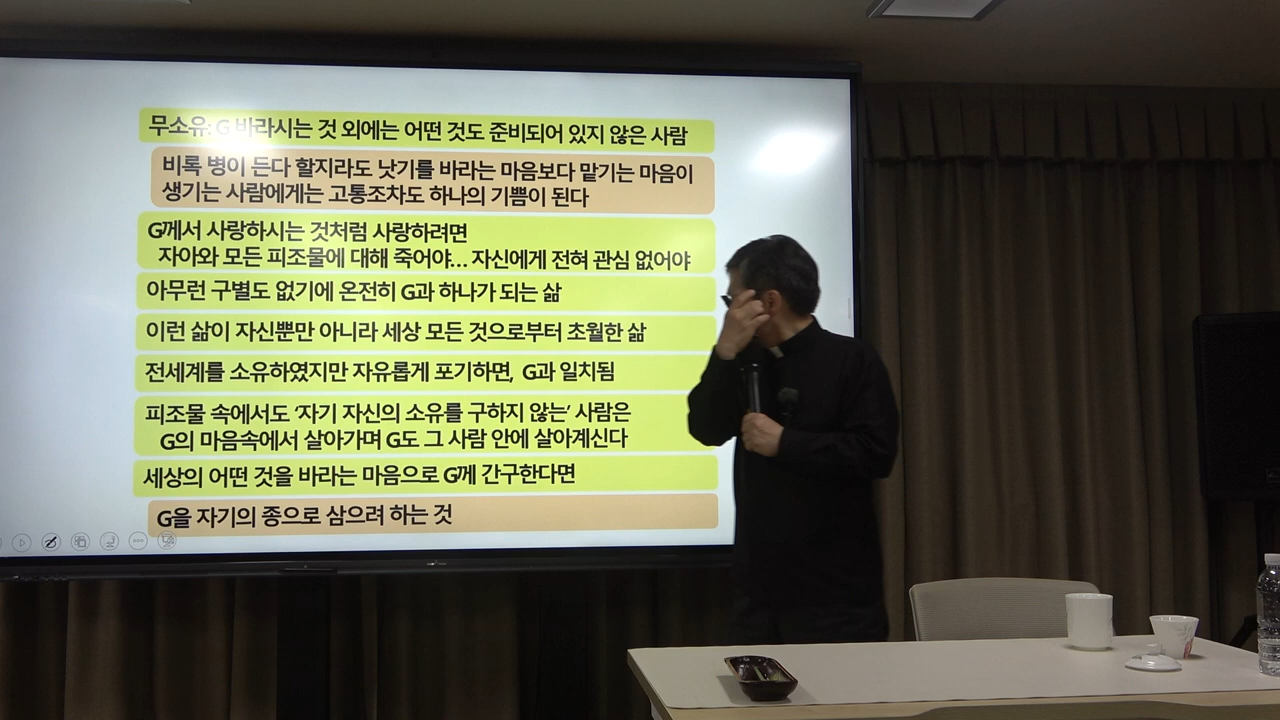 무소유: G 바라시는 것 외에는 어떤 것도 준비되어 있지 않은 사람
비록 병이 든다 할지라도 낫기를 바라는 마음보다 맡기는 마음이
생기는 사람에게는 고통조차도 하나의 기쁨이 된다
G께서 사랑하시는 것처럼 사랑하려면
자아와 모든 피조물에 대해 죽어야... 자신에게 전혀 관심 없어야
아무런 구별도 없기에 온전히 G과 하나가 되는 삶
이런 삶이 자신뿐만 아니라 세상 모든 것으로부터 초월한 삶
전세계를 소유하였지만 자유롭게 포기하면, G과 일치됨
피조물 속에서도 ‘자기 자신의 소유를 구하지 않는’ 사람은
G의 마음속에서 살아가며 G도 그 사람 안에 살아계신다
세상의 어떤 것을 바라는 마음으로 G께 간구한다면
G을 자기의 종으로 삼으려 하는 것